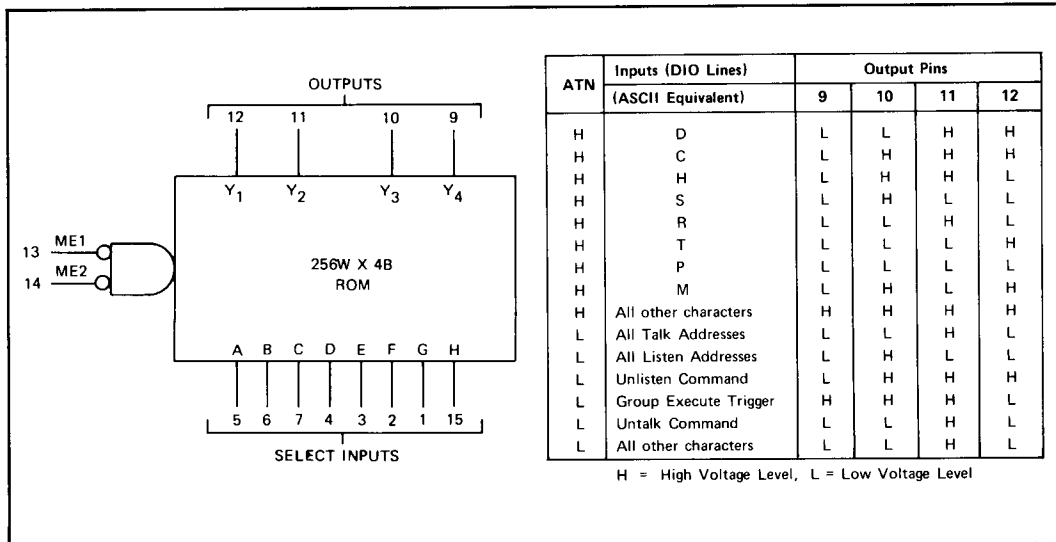 OUTPUTS
12 11 10 9
Y1 Y2 Y3 Y4
13 ME1
14 ME2
256W X 4B
ROM
A B C D E F G H
5 6 7 4 3 2 1 15
SELECT INPUTS
ATN Inputs (DIO Lines) Output Pins
(ASCII Equivalent) 9 10 11 12
H D L L H H
H C L H H H
H H L H H L
H S L H L L
H R L L H L
H T L L L H
H P L L L L
H M L H L H
H All other characters H H H H
L All Talk Addresses L L H L
L All Listen Addresses L H L L
L Unlisten Command L H H H
L Group Execute Trigger H H H L
L Untalk Command L L H L
L All other characters L L H L
H = High Voltage Level, L = Low Voltage Level